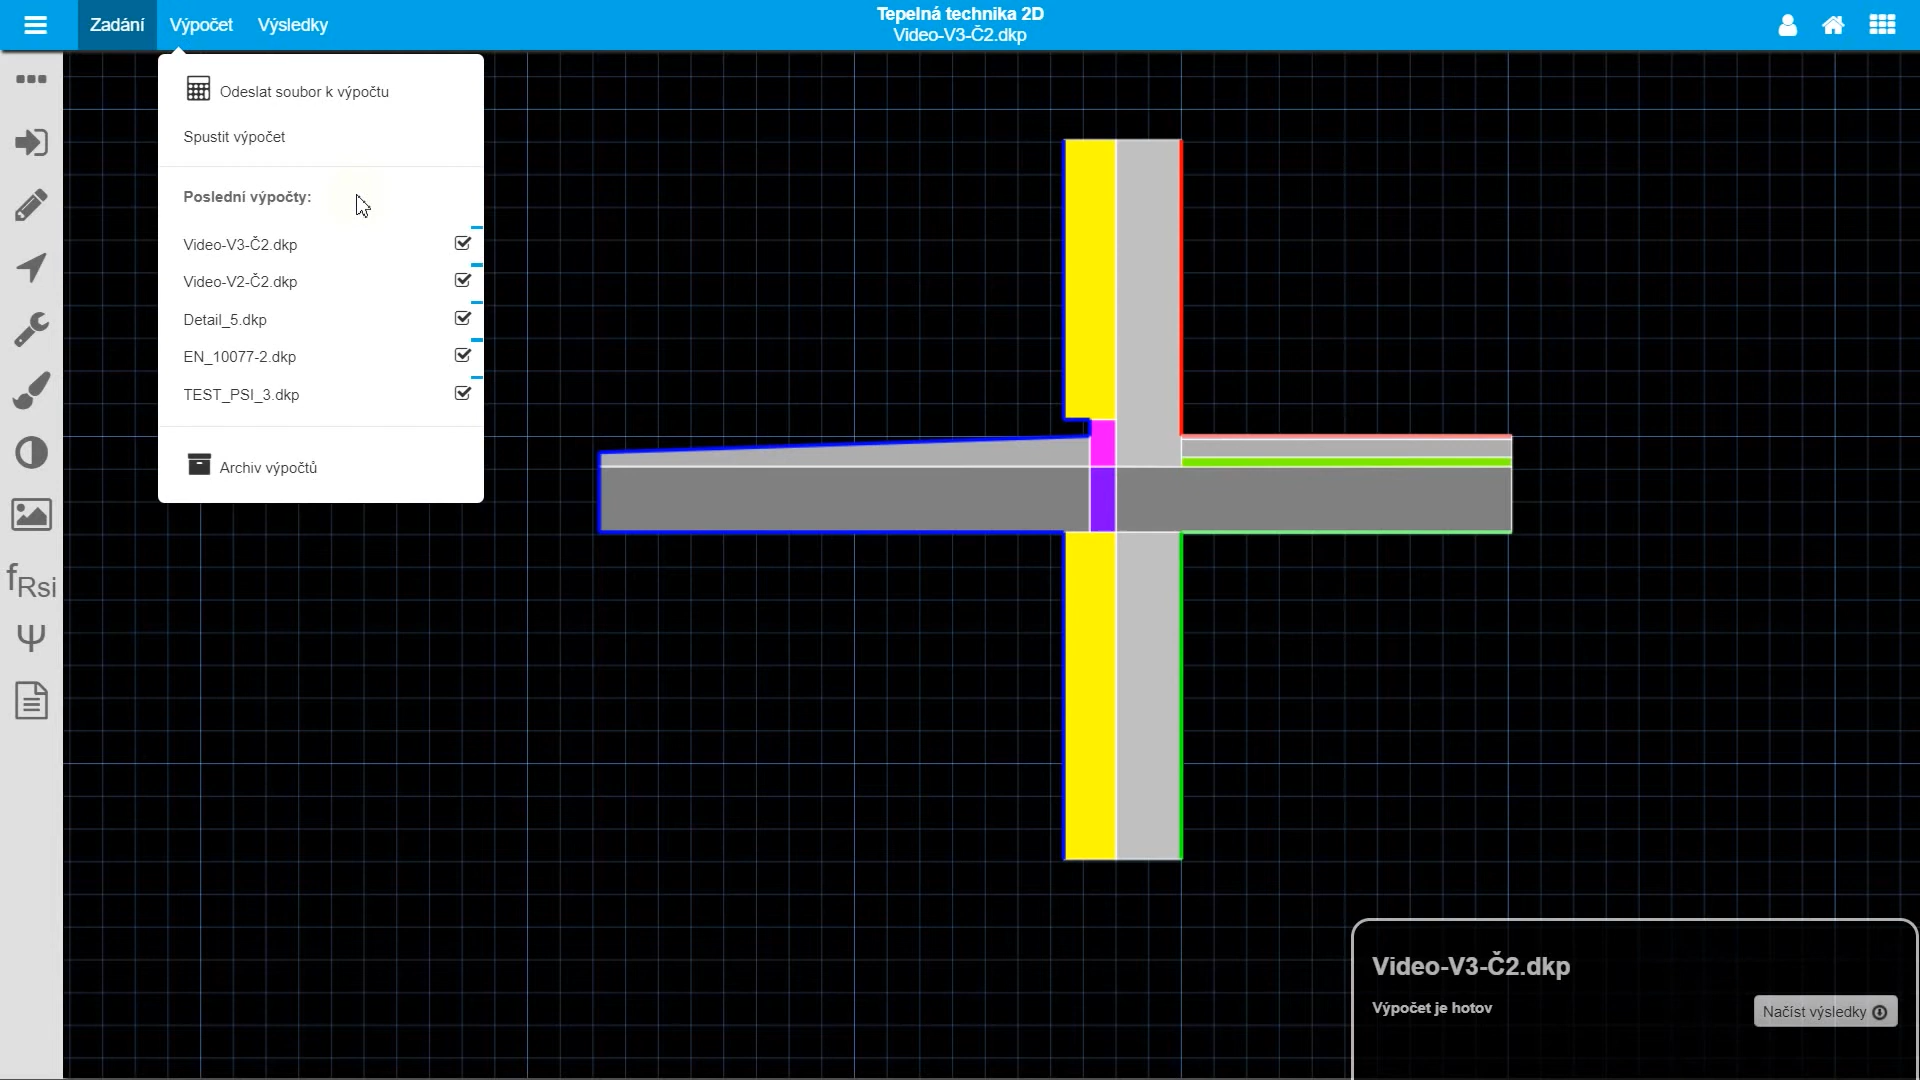 Zadání
Výpočet
Výsledky
Tepelná technika 2D
Video-V3-Č2.dkp
Odeslat soubor k výpočtu
Spustit výpočet
Poslední výpočty:
Video-V3-Č2.dkp
Video-V2-Č2.dkp
Detail_5.dkp
EN_10077-2.dkp
TEST_PSI_3.dkp
Archiv výpočtů
fRsi
Ψ
Video-V3-Č2.dkp
Výpočet je hotov
Načíst výsledky